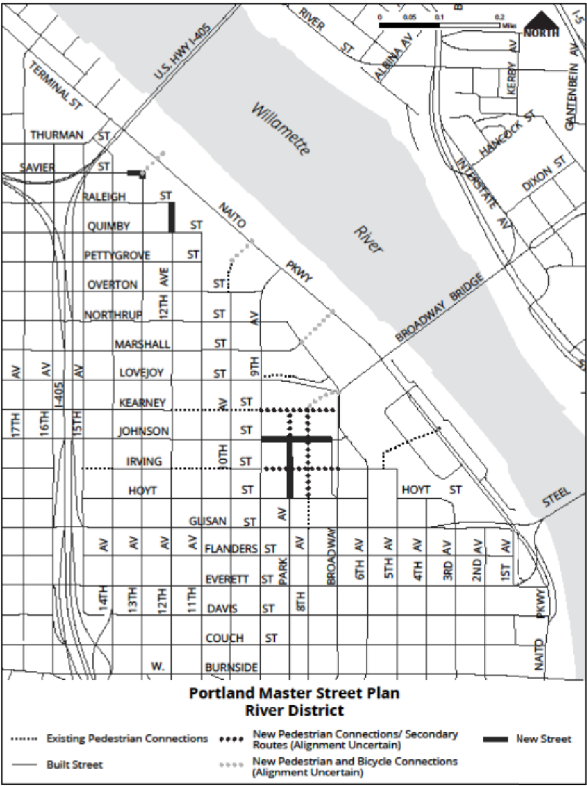 0 0.05 0.1 0.2
Mile
NORTH
RIVER ST
ALBINA AV
KERBY AV
GANTENBEIN AV
I-5
U.S. HWY I-405
TERMINAL ST
Willamette
River
HANCOCK ST
DIXON ST
INTERSTATE AV
THURMAN ST
SAVIER ST
RALEIGH ST
QUIMBY ST
NAITO PKWY
PETTYGROVE ST
OVERTON ST
12TH AVE
NORTHRUP ST
BROADWAY BRIDGE
MARSHALL ST
9TH AV
LOVEJOY ST
17TH AV
16TH AV
I-405
15TH AV
KEARNEY ST
JOHNSON ST
10TH AV
IRVING ST
HOYT ST
HOYT ST
STEEL
GLISAN ST
FLANDERS ST
EVERETT ST
DAVIS ST
COUCH ST
W. BURNSIDE
14TH AV
13TH AV
12TH AV
11TH AV
PARK AV
8TH AV
BROADWAY
6TH AV
5TH AV
4TH AV
3RD AV
2ND AV
1ST AV
NAITO PKWY
Portland Master Street Plan
River District
Existing Pedestrian Connections
New Pedestrian Connections/ Secondary
Routes (Alignment Uncertain)
New Street
Built Street
New Pedestrian and Bicycle Connections
(Alignment Uncertain)